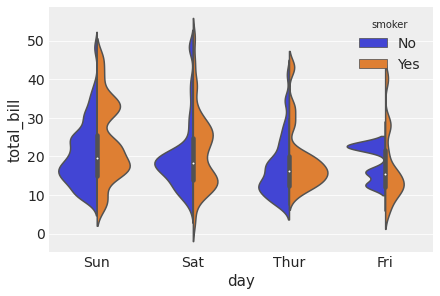 smoker
No
Yes
total_bill
50
40
30
20
10
0
Sun Sat Thur Fri
day